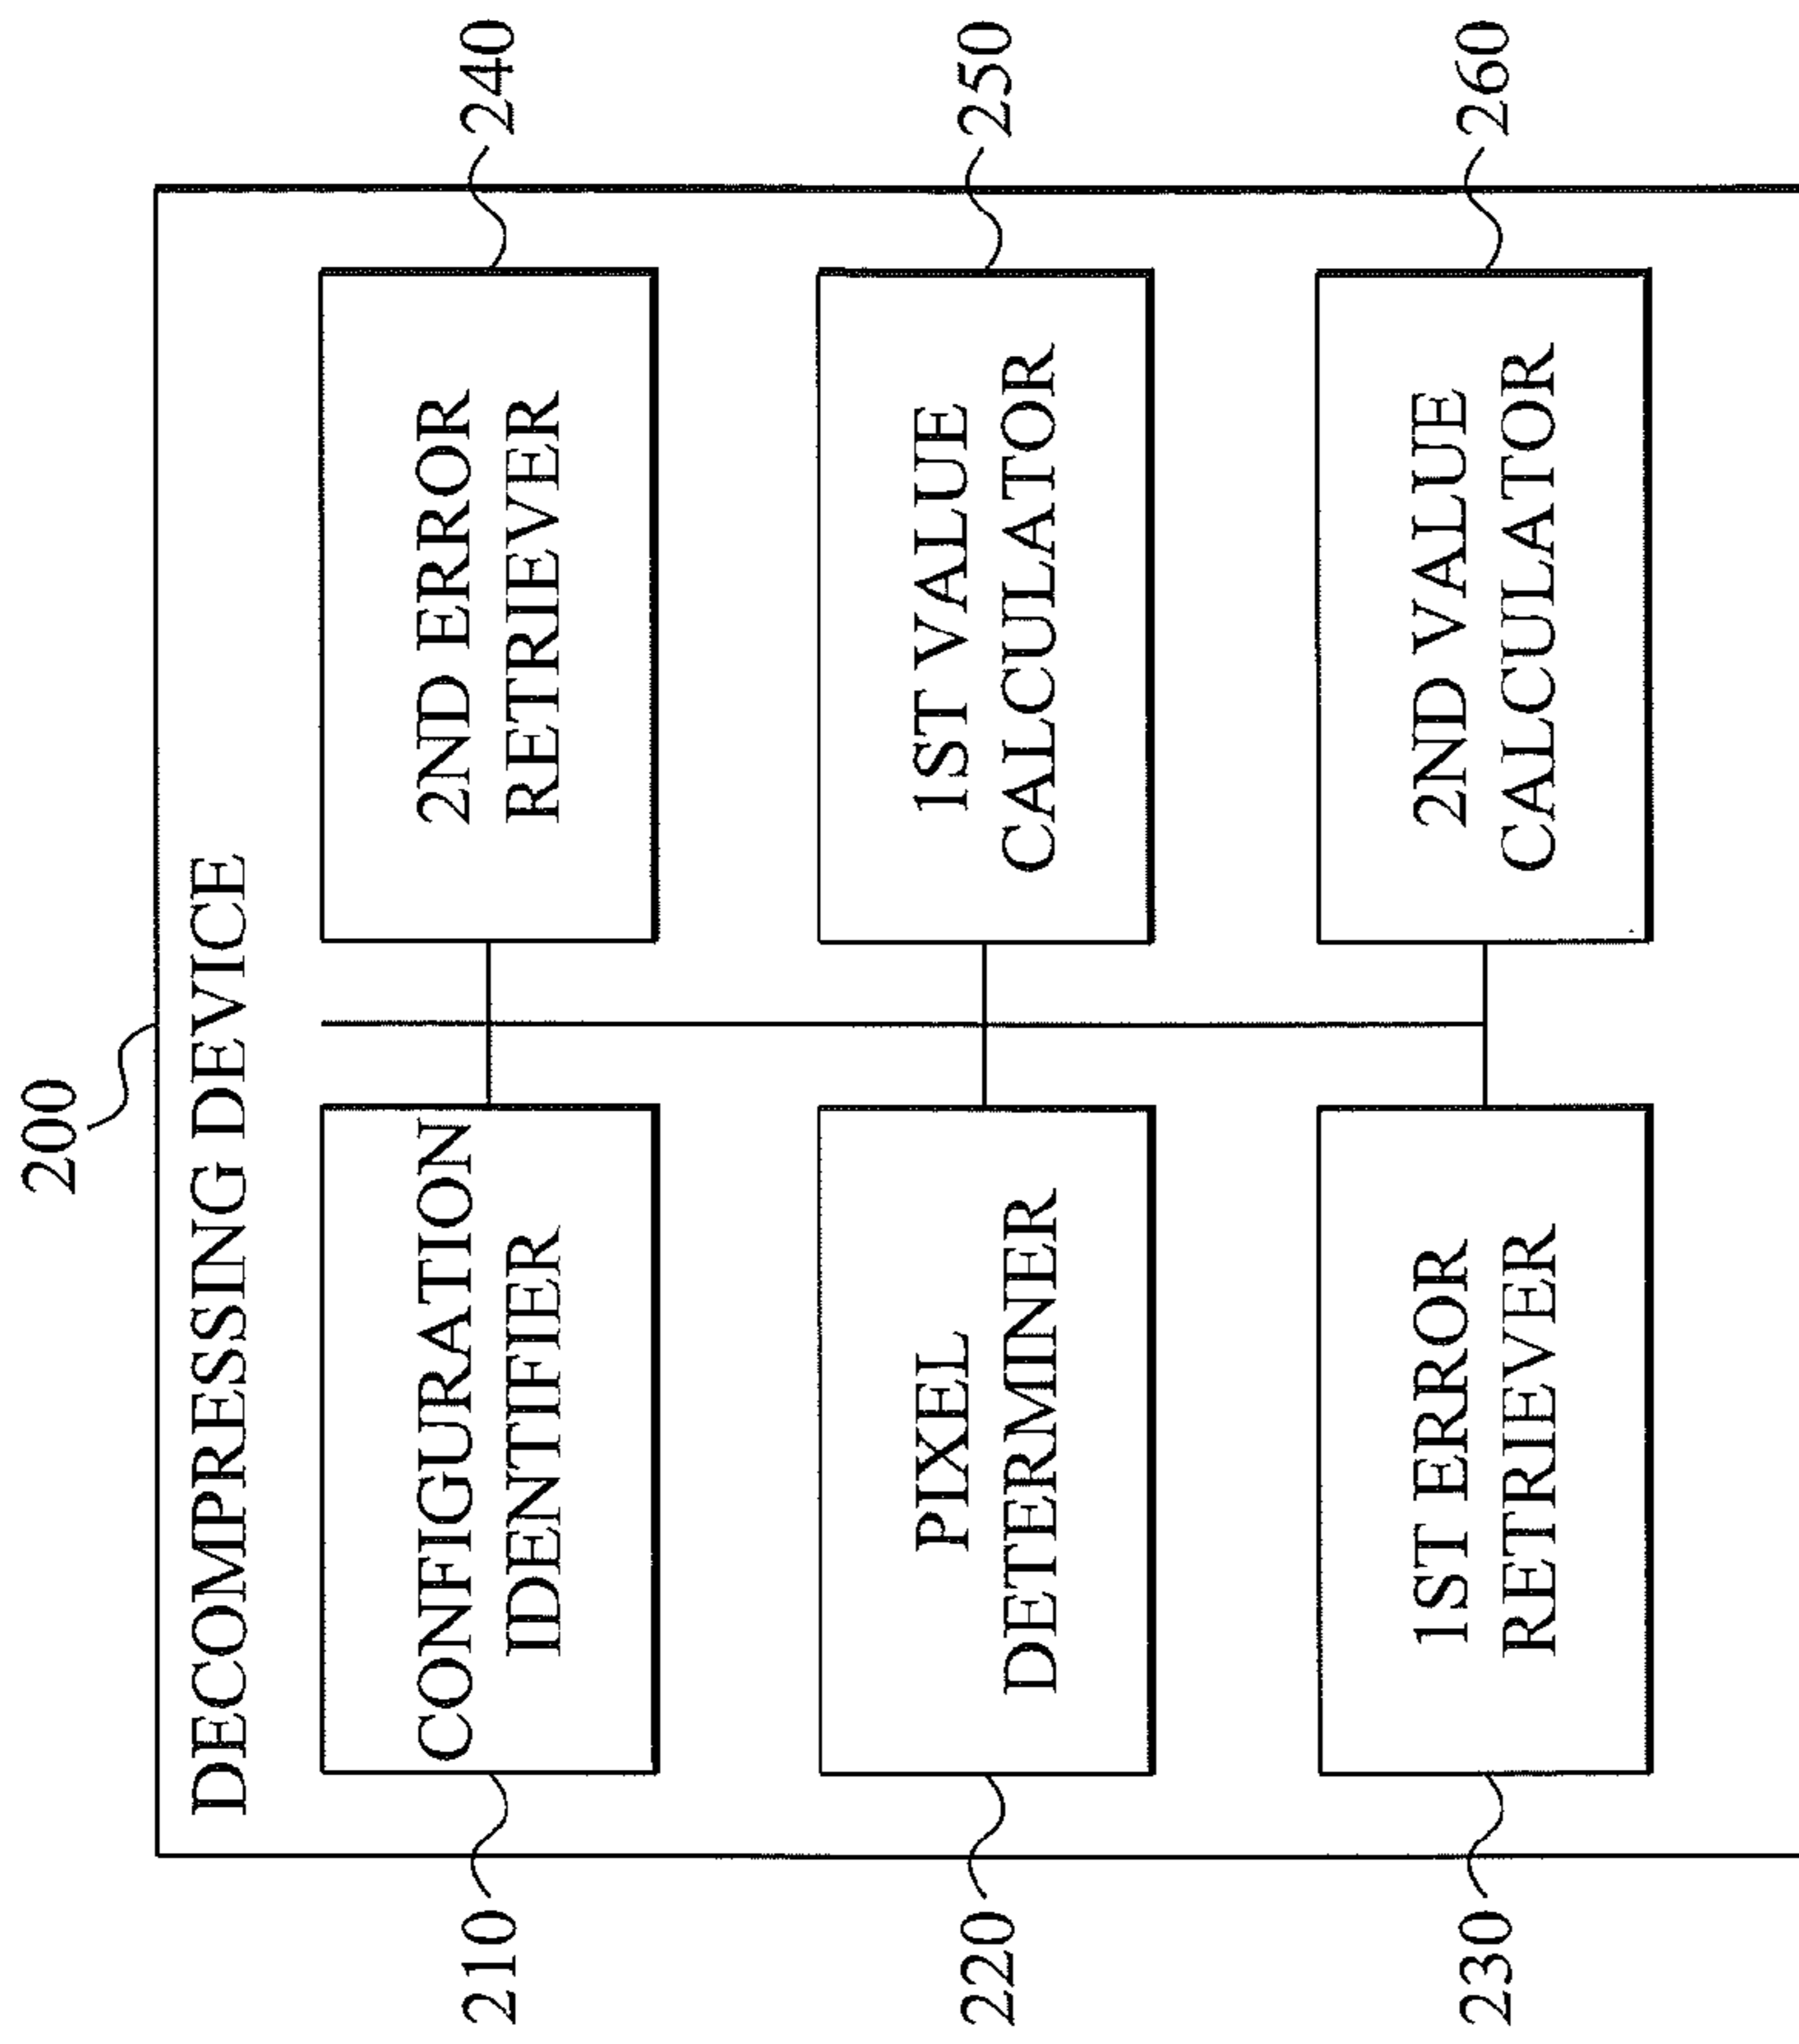 200
DECOMPRESSING DEVICE
210
CONFIGURATION
IDENTIFIER
2ND ERROR
RETRIEVER
240
220
PIXEL
DETERMINER
1ST VALUE
CALCULATOR
250
230
1ST ERROR
RETRIEVER
2ND VALUE
CALCULATOR
260